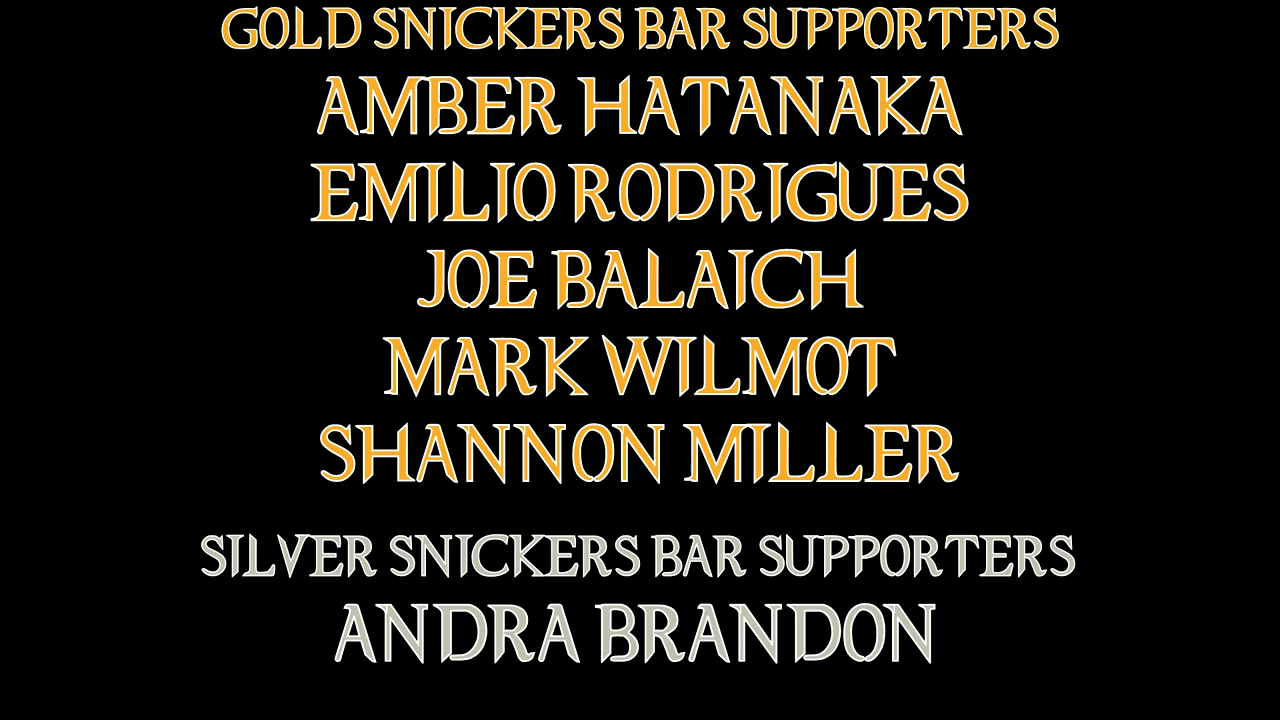 GOLD SNICKERS BAR SUPPORTERS
AMBER HATANAKA
EMILIO RODRIGUES
JOE BALAICH
MARK WILMOT
SHANNON MILLER
SILVER SNICKERS BAR SUPPORTERS
ANDRA BRANDON